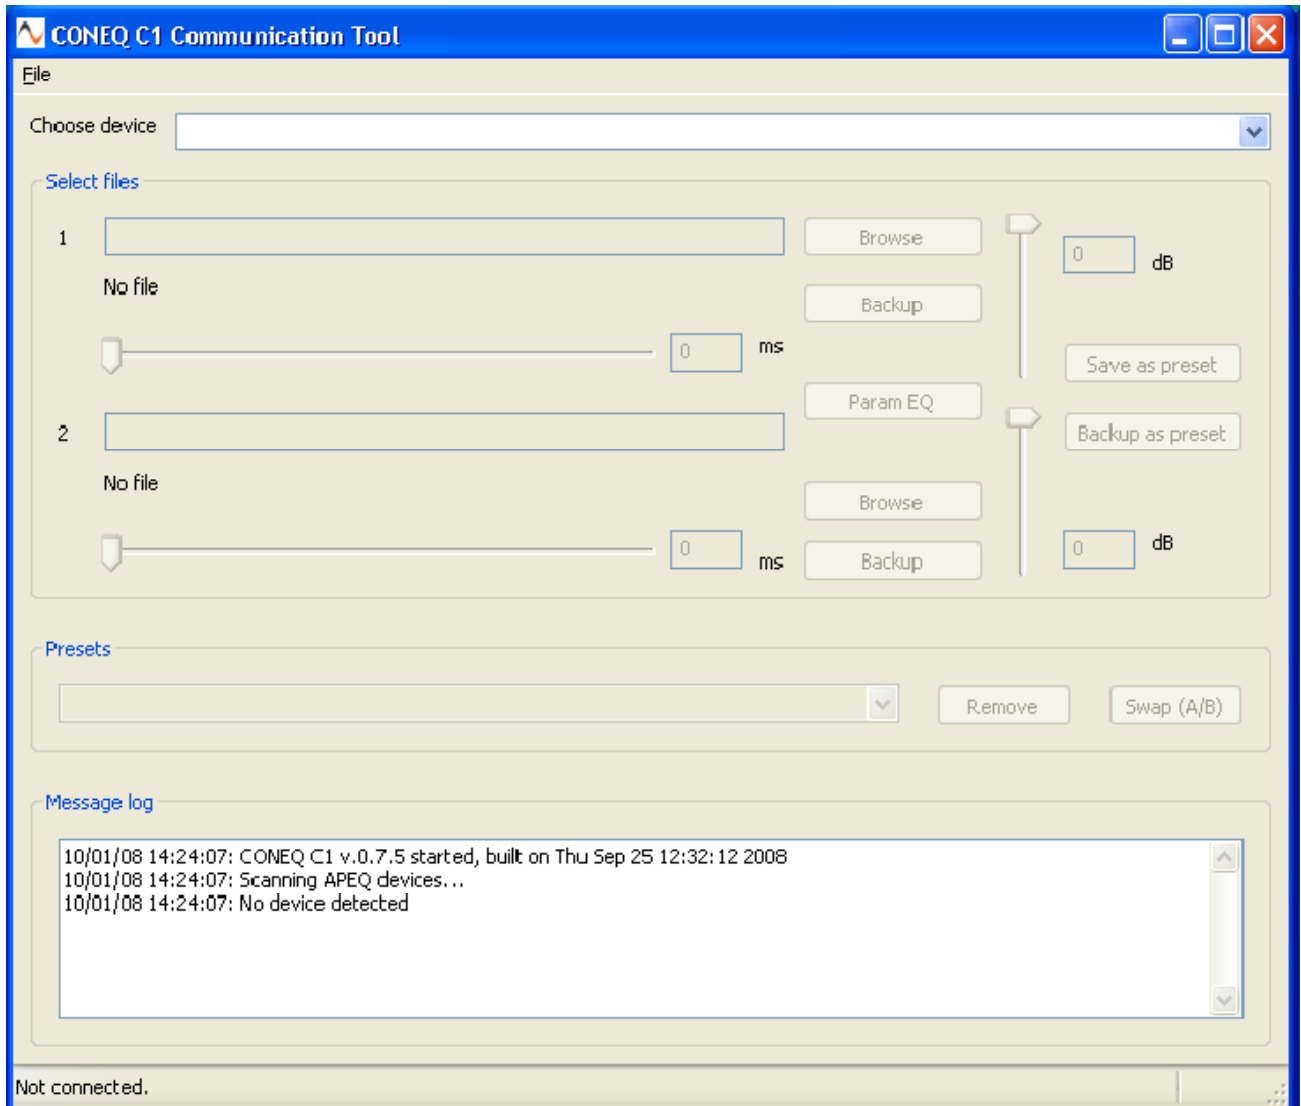 CONEQ C1 Communication Tool
File
Choose device
Select files
1
Browse
0 dB
No file
Backup
0 ms
Save as preset
Param EQ
2
Backup as preset
No file
Browse
0 ms
Backup
0 dB
Presets
Remove
Swap (A/B)
Message log
10/01/08 14:24:07: CONEQ C1 v.0.7.5 started, built on Thu Sep 25 12:32:12 2008
10/01/08 14:24:07: Scanning APEQ devices...
10/01/08 14:24:07: No device detected
Not connected.